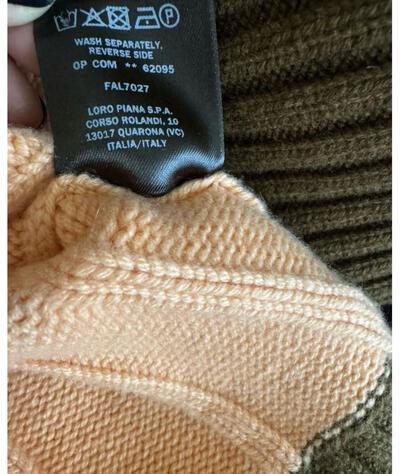 WASH SEPARATELY.
REVERSE SIDE
OP COM ** 62095
FAL7027
LORO PIANA S.P.A.
CORSO ROLANDI, 10
13017 QUARONA (VC)
ITALIA/ITALY